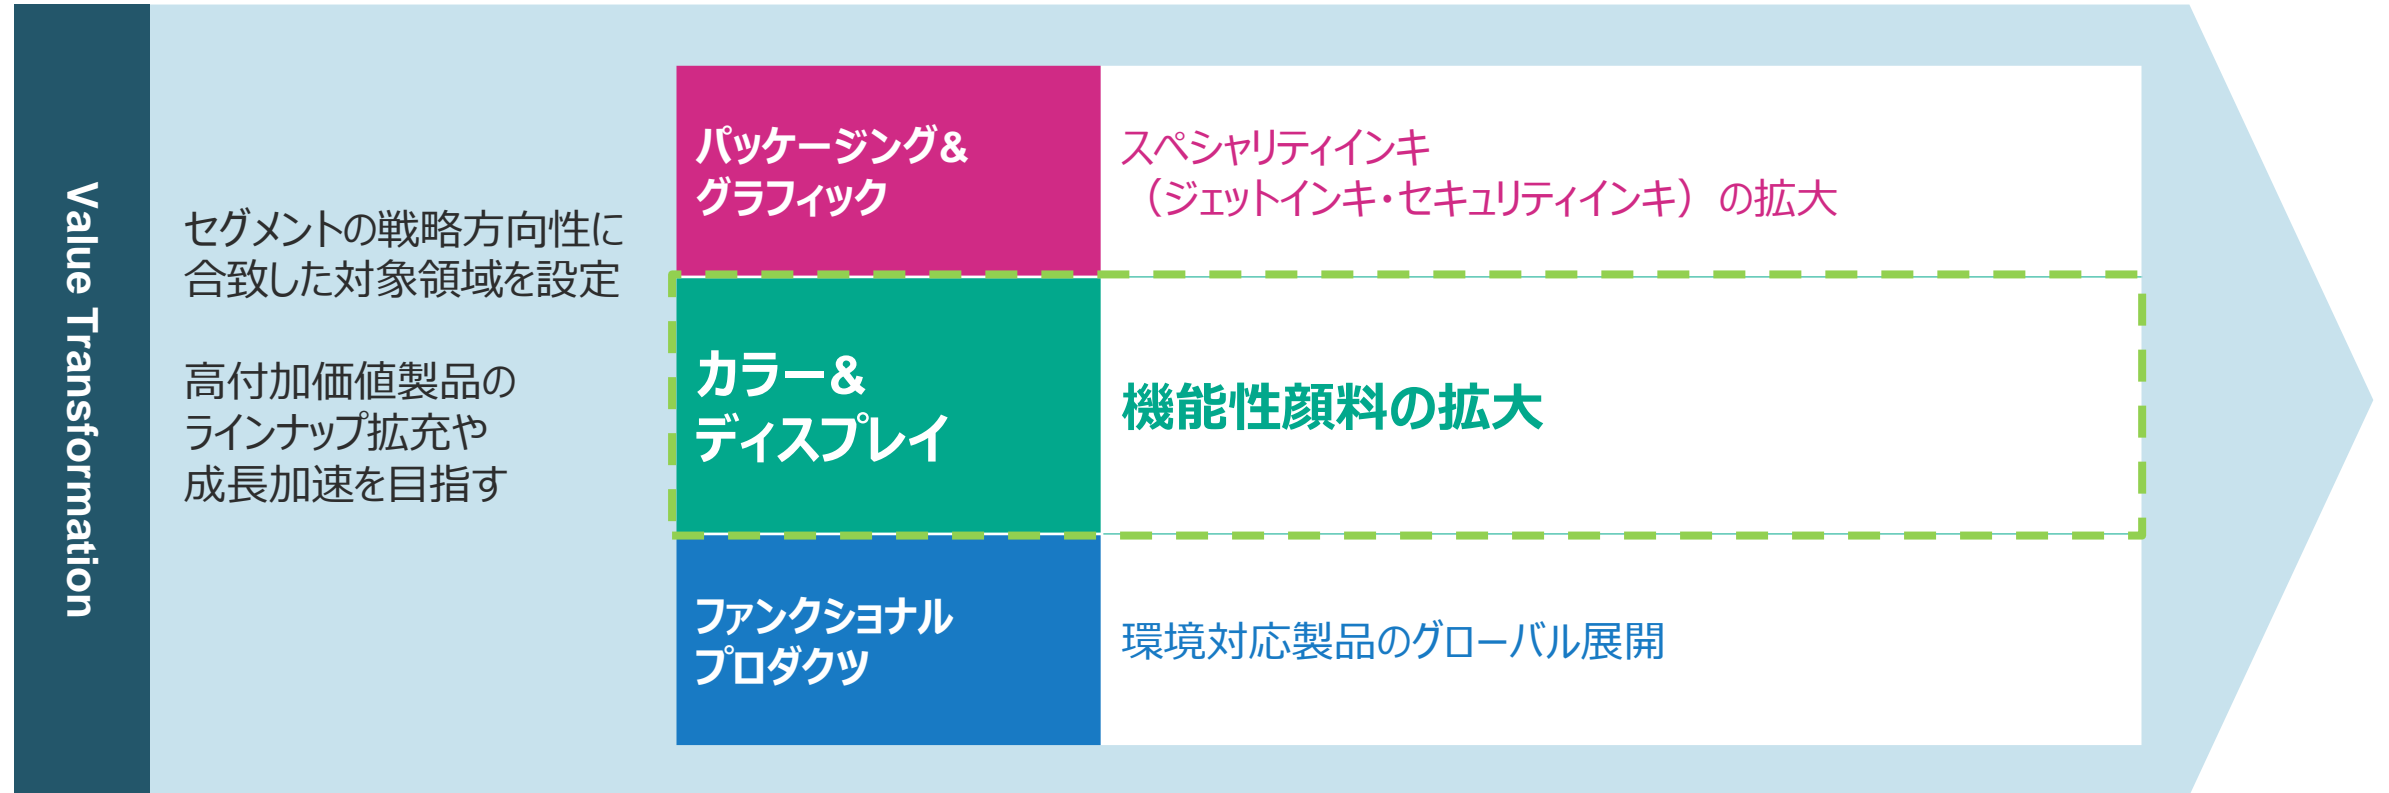 Value Transformation
セグメントの戦略方向性に
合致した対象領域を設定
高付加価値製品の
ラインナップ拡充や
成長加速を目指す
パッケージング&
グラフィック
スペシャリティインキ
（ジェットインキ・セキュリティインキ）の拡大
カラー&
ディスプレイ
機能性顔料の拡大
ファンクショナル
プロダクツ
環境対応製品のグローバル展開